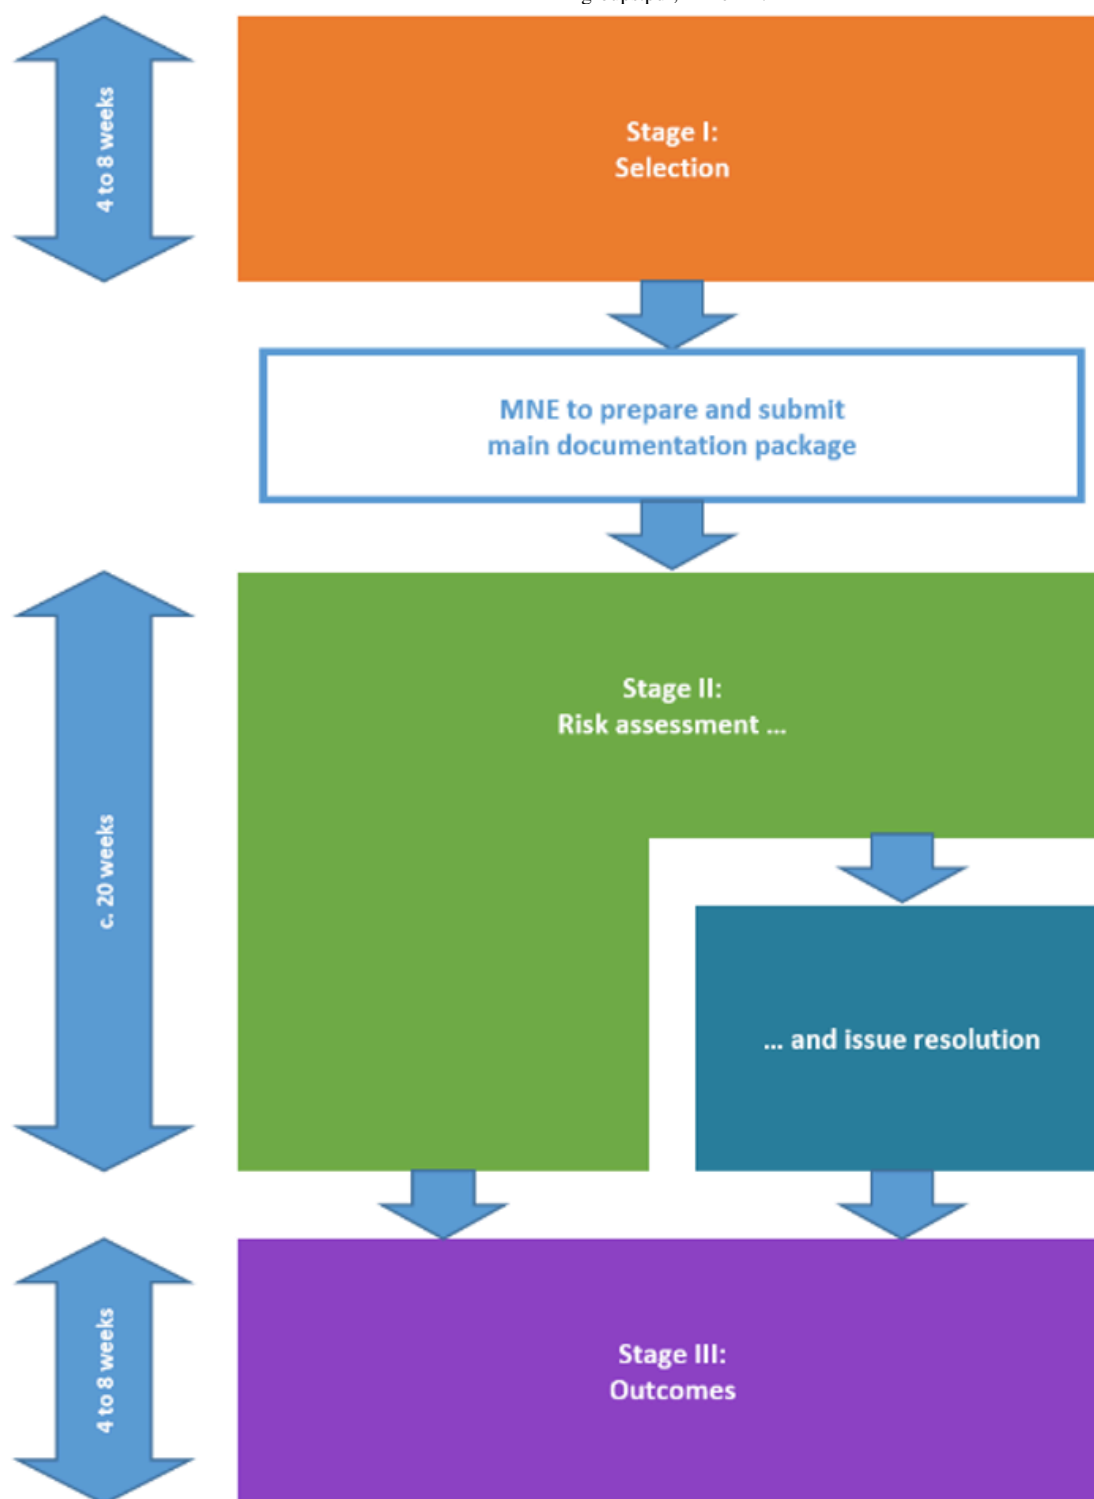 4 to 8 weeks
Stage I:
Selection
MNE to prepare and submit
main documentation package
c. 20 weeks
Stage II:
Risk assessment ...
... and issue resolution
4 to 8 weeks
Stage III:
Outcomes